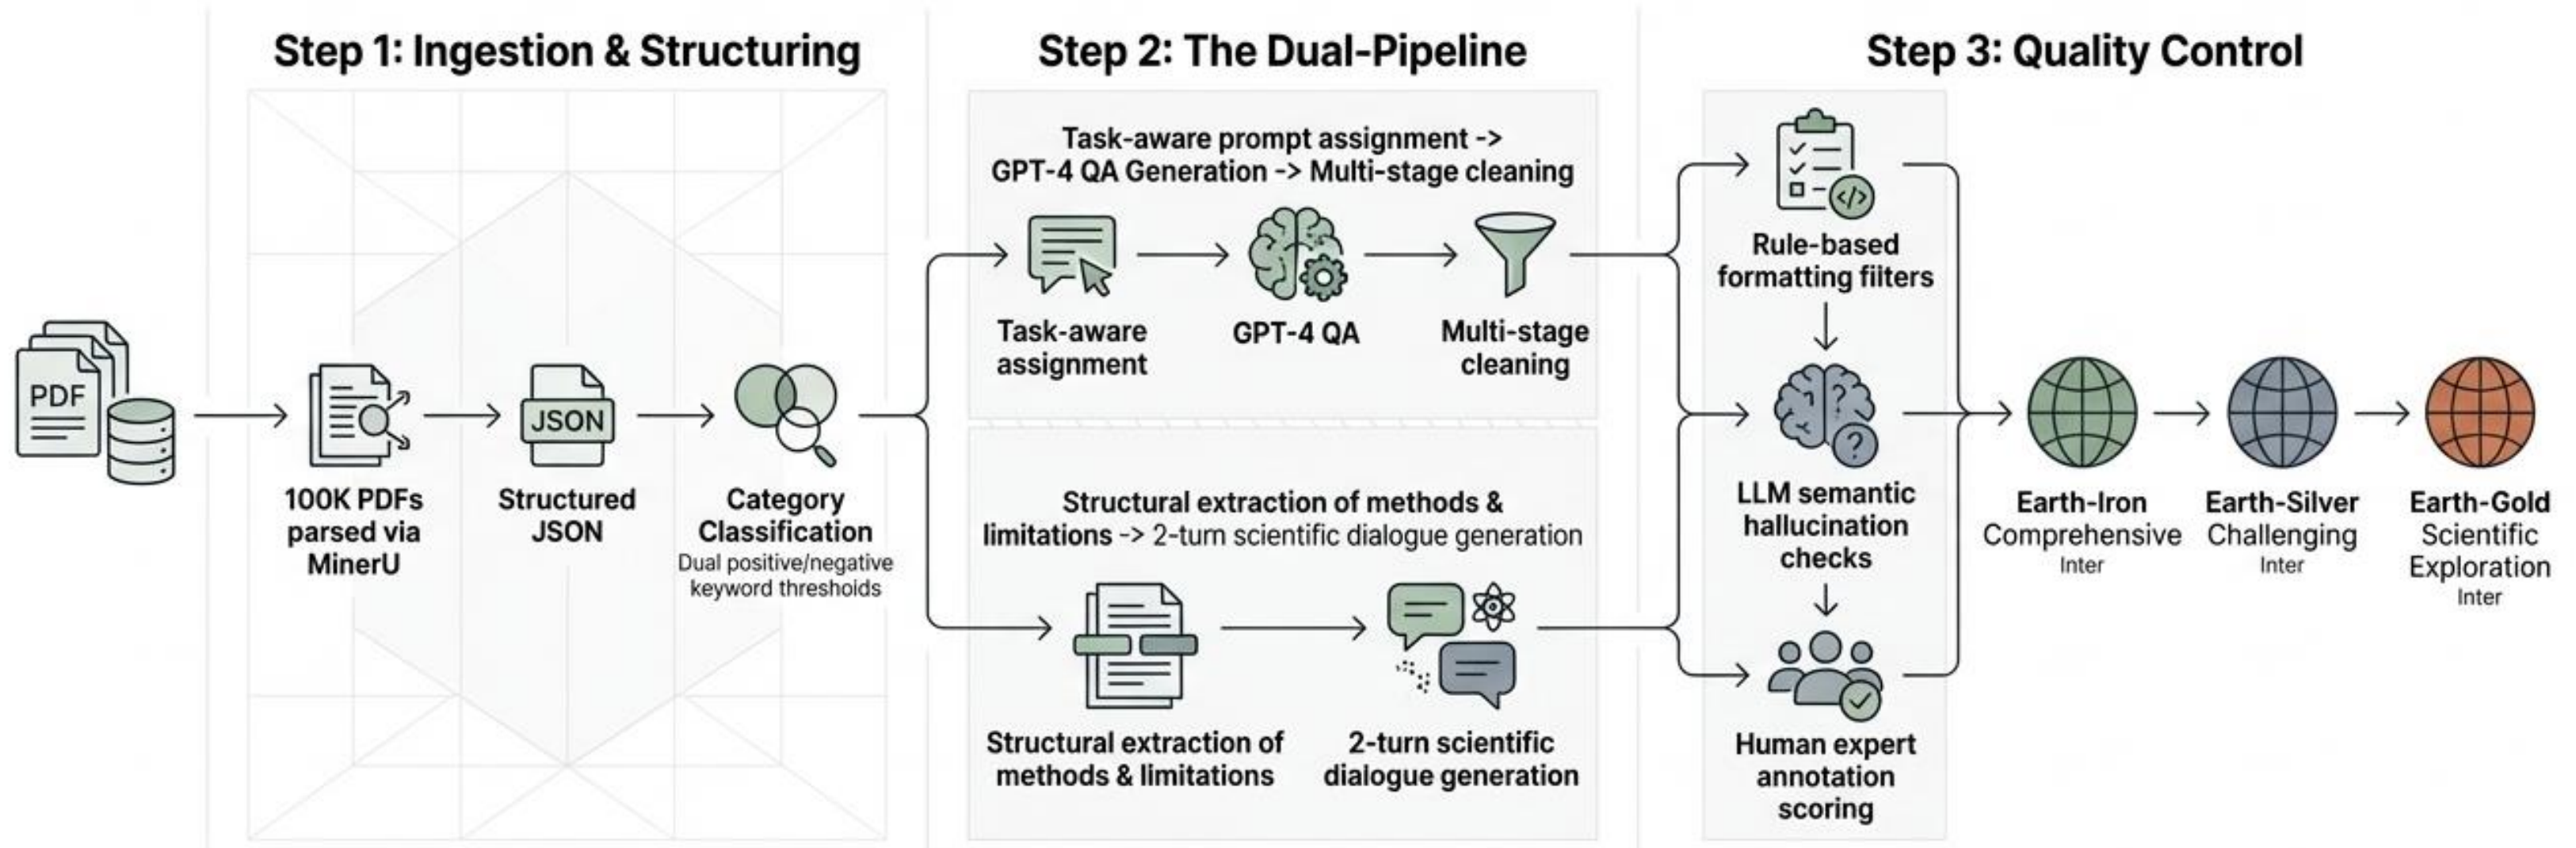 Step 1: Ingestion & Structuring
PDF
100K PDFs
parsed via
MinerU
JSON
Structured
JSON
Category
Classification
Dual positive/negative
keyword thresholds
Step 2: The Dual-Pipeline
Task-aware prompt assignment ->
GPT-4 QA Generation -> Multi-stage cleaning
Task-aware
assignment
GPT-4 QA
Multi-stage
cleaning
Structural extraction of methods &
limitations -> 2-turn scientific dialogue generation
Structural extraction of
methods & limitations
2-turn scientific
dialogue generation
Step 3: Quality Control
</>
Rule-based
formatting filters
? ?
?
LLM semantic
hallucination
checks
Human expert
annotation
scoring
Earth-Iron
Comprehensive
Inter
Earth-Silver
Challenging
Inter
Earth-Gold
Scientific
Exploration
Inter